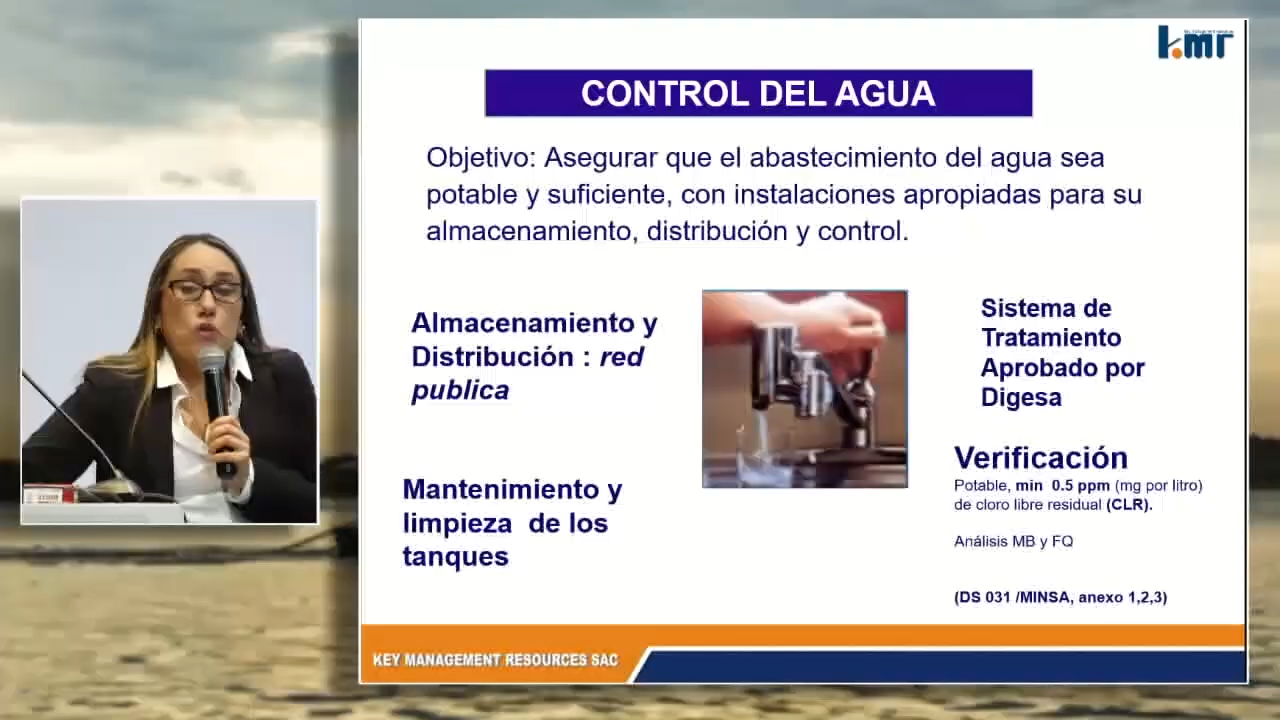 kmr
CONTROL DEL AGUA
Objetivo: Asegurar que el abastecimiento del agua sea
potable y suficiente, con instalaciones apropiadas para su
almacenamiento, distribución y control.
Almacenamiento y
Distribución : red
publica
Mantenimiento y
limpieza de los
tanques
Sistema de
Tratamiento
Aprobado por
Digesa
Verificación
Potable, min 0.5 ppm (mg por litro)
de cloro libre residual (CLR).
Análisis MB y FQ
(DS 031 /MINSA, anexo 1,2,3)
KEY MANAGEMENT RESOURCES SAC